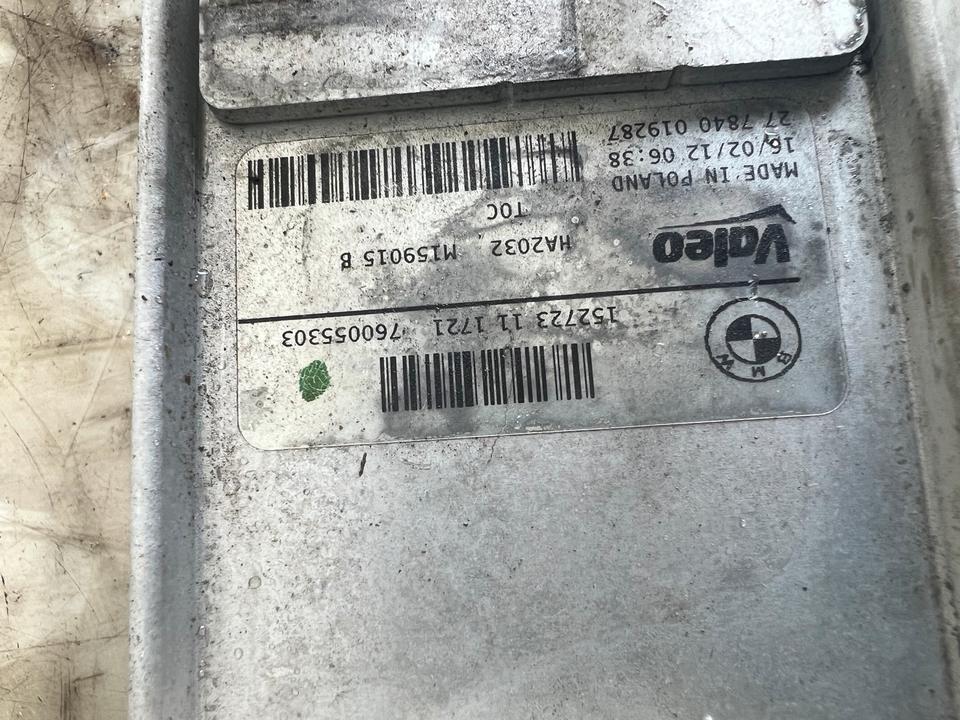 BMW
152723 11 1721 760055303
Valeo
HA2032 M159015 B
TOC
MADE IN POLAND
16/02/12 06:38
27 7840 019287